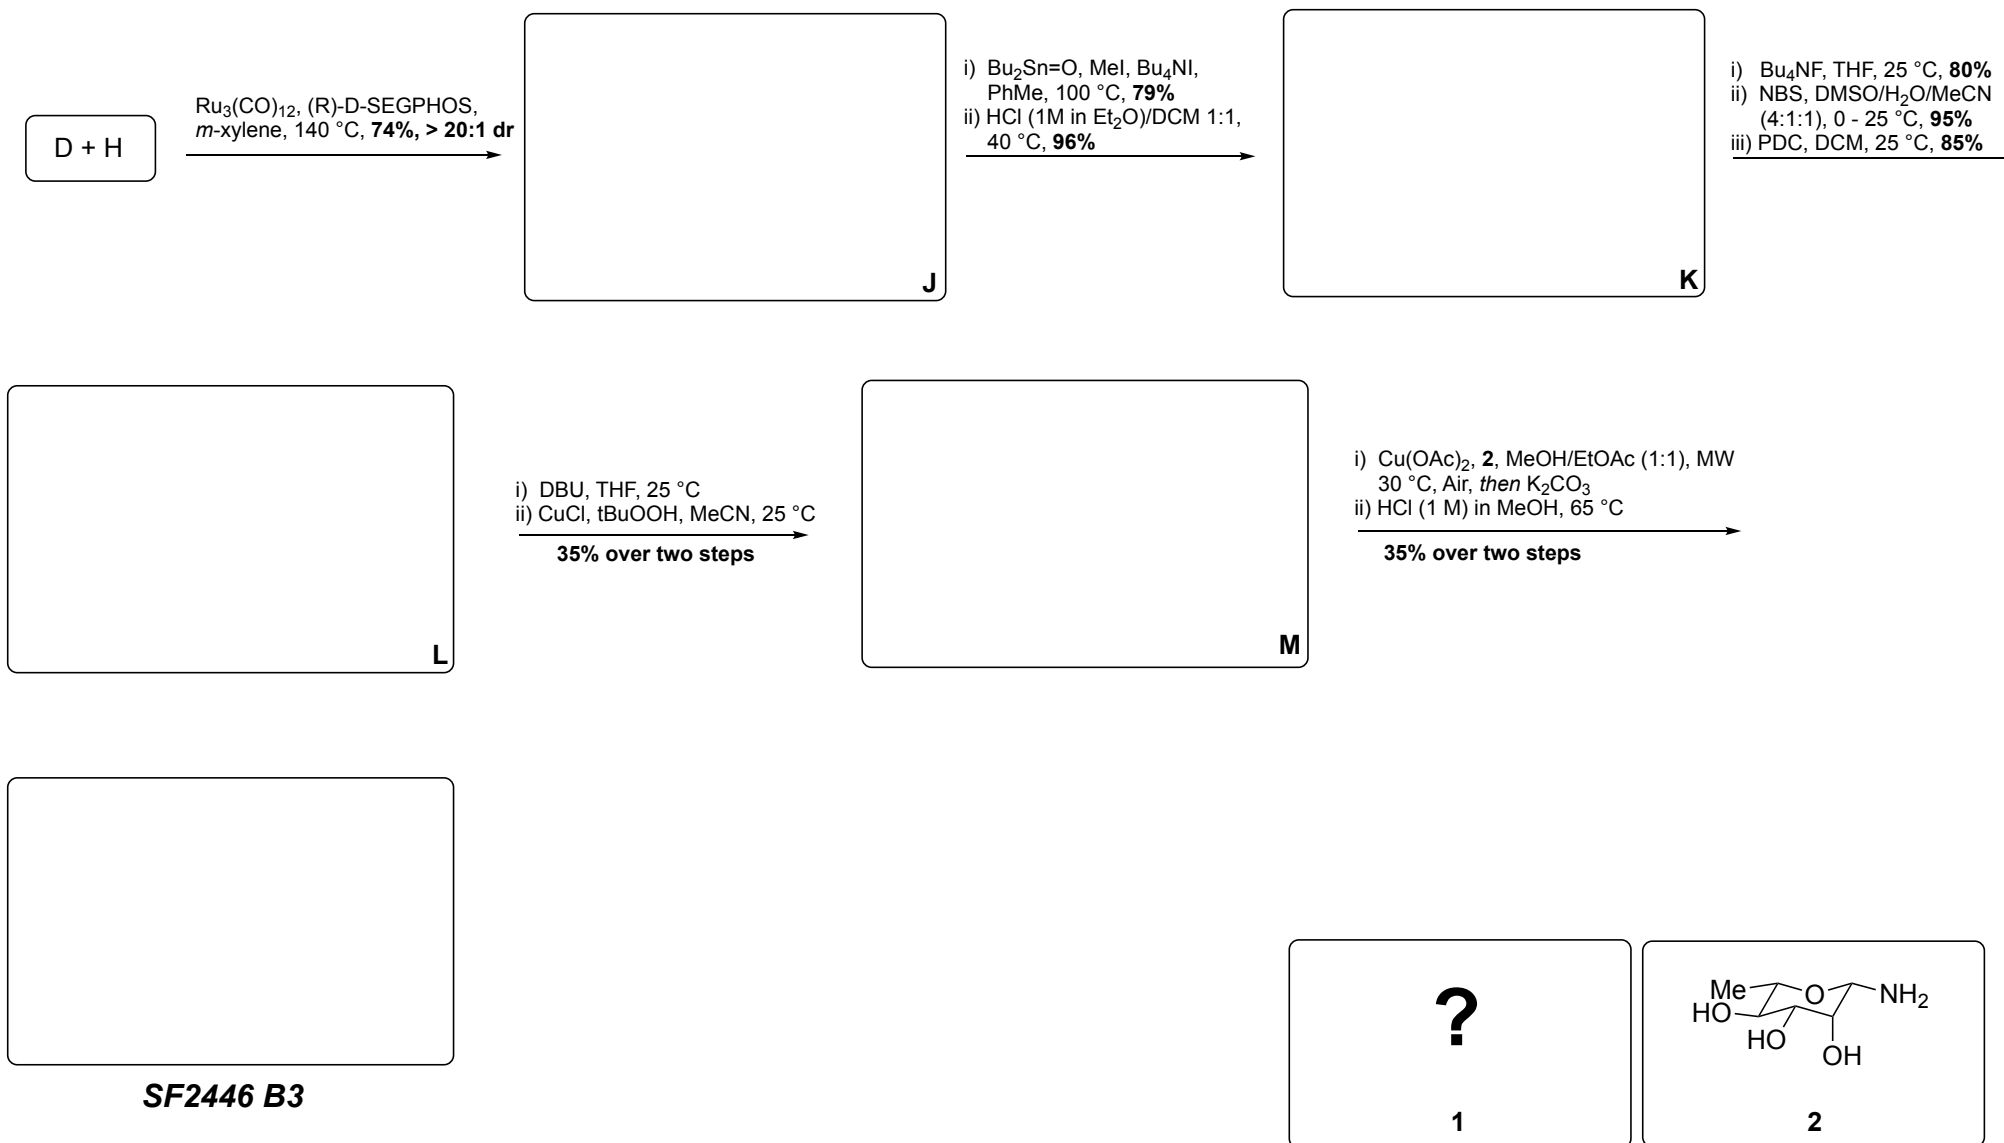 D + H
Ru3(CO)12, (R)-D-SEGPHOS,
m-xylene, 140 °C, 74%, > 20:1 dr
J
i) Bu2Sn=O, MeI, Bu4NI,
PhMe, 100 °C, 79%
ii) HCl (1M in Et2O)/DCM 1:1,
40 °C, 96%
K
i) Bu4NF, THF, 25 °C, 80%
ii) NBS, DMSO/H2O/MeCN
(4:1:1), 0 - 25 °C, 95%
iii) PDC, DCM, 25 °C, 85%
L
i) DBU, THF, 25 °C
ii) CuCl, tBuOOH, MeCN, 25 °C
35% over two steps
M
i) Cu(OAc)2, 2, MeOH/EtOAc (1:1), MW
30 °C, Air, then K2CO3
ii) HCl (1 M) in MeOH, 65 °C
35% over two steps
SF2446 B3
?
1
Me
O
NH2
HO
HO
OH
2